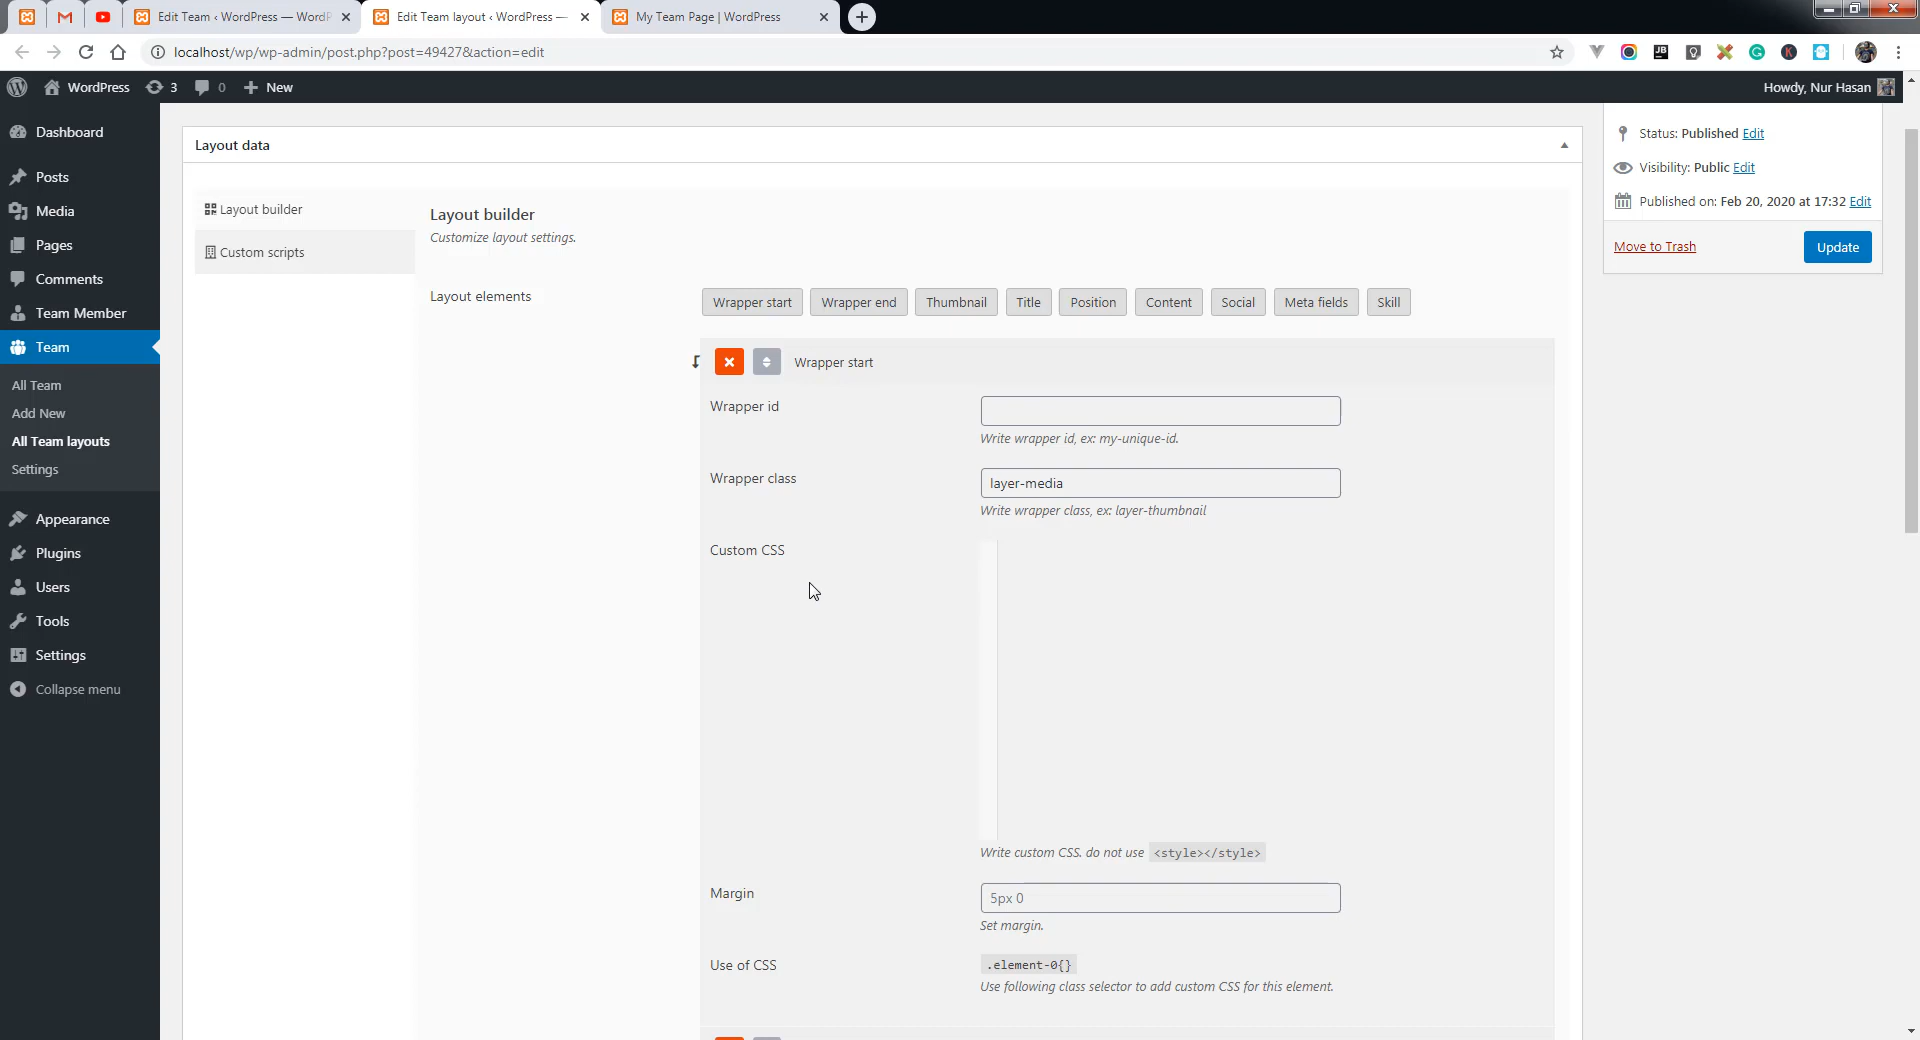 Edit Team ‹ WordPress — WordP
Edit Team layout ‹ WordPress —
My Team Page | WordPress
localhost/wp/wp-admin/post.php?post=49427&action=edit
WordPress
3
0
New
Howdy, Nur Hasan
Dashboard
Posts
Media
Pages
Comments
Team Member
Team
All Team
Add New
All Team layouts
Settings
Appearance
Plugins
Users
Tools
Settings
Collapse menu
Layout data
Layout builder
Custom scripts
Layout builder
Customize layout settings.
Layout elements
Wrapper start
Wrapper end
Thumbnail
Title
Position
Content
Social
Meta fields
Skill
Wrapper start
Wrapper id
Write wrapper id, ex: my-unique-id.
Wrapper class
layer-media
Write wrapper class, ex: layer-thumbnail
Custom CSS
Write custom CSS. do not use <style></style>
Margin
5px 0
Set margin.
Use of CSS
.element-0{}
Use following class selector to add custom CSS for this element.
Status: Published Edit
Visibility: Public Edit
Published on: Feb 20, 2020 at 17:32 Edit
Move to Trash
Update